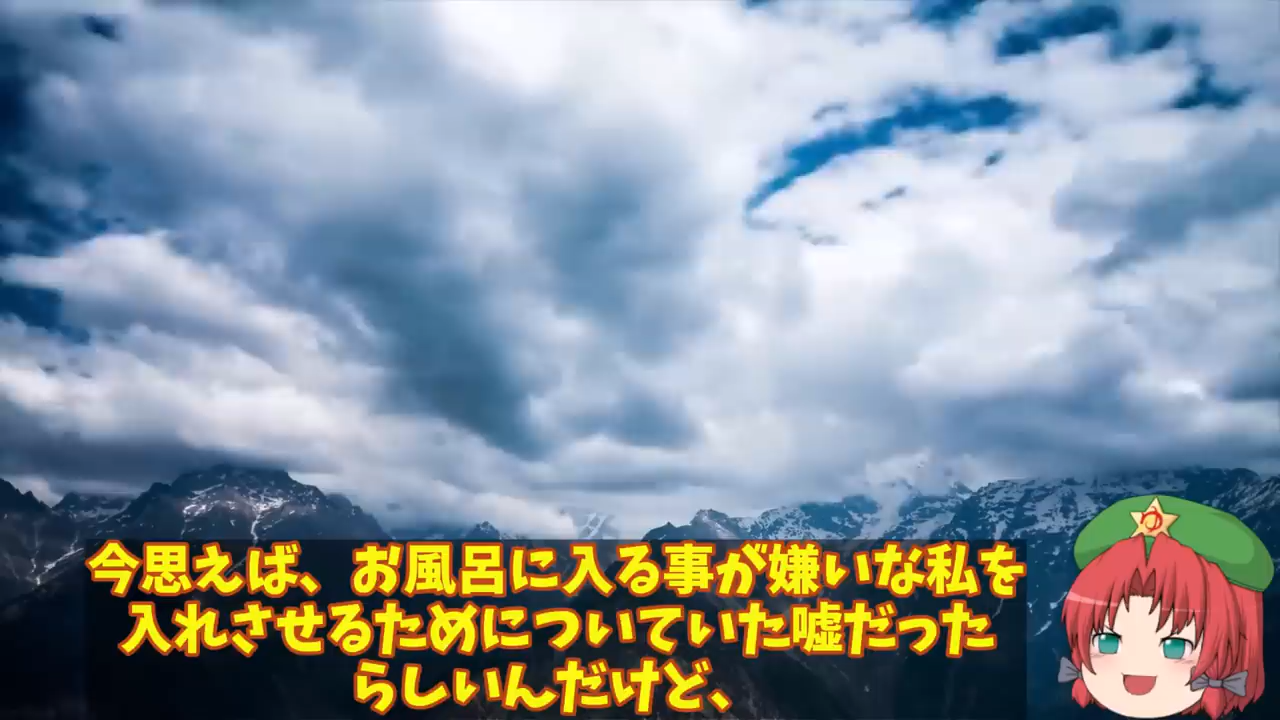 今思えば、お風呂に入る事が嫌いな私を
入れさせるためについていた嘘だった
らしいんだけど、